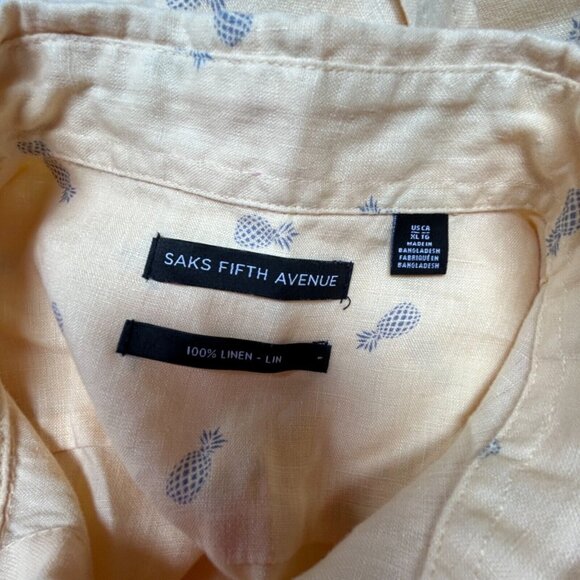 SAKS FIFTH AVENUE
US CA
XL TG
MADE IN
BANGLADESH
FABRIQUÉ EN
BANGLADESH
100% LINEN - LIN